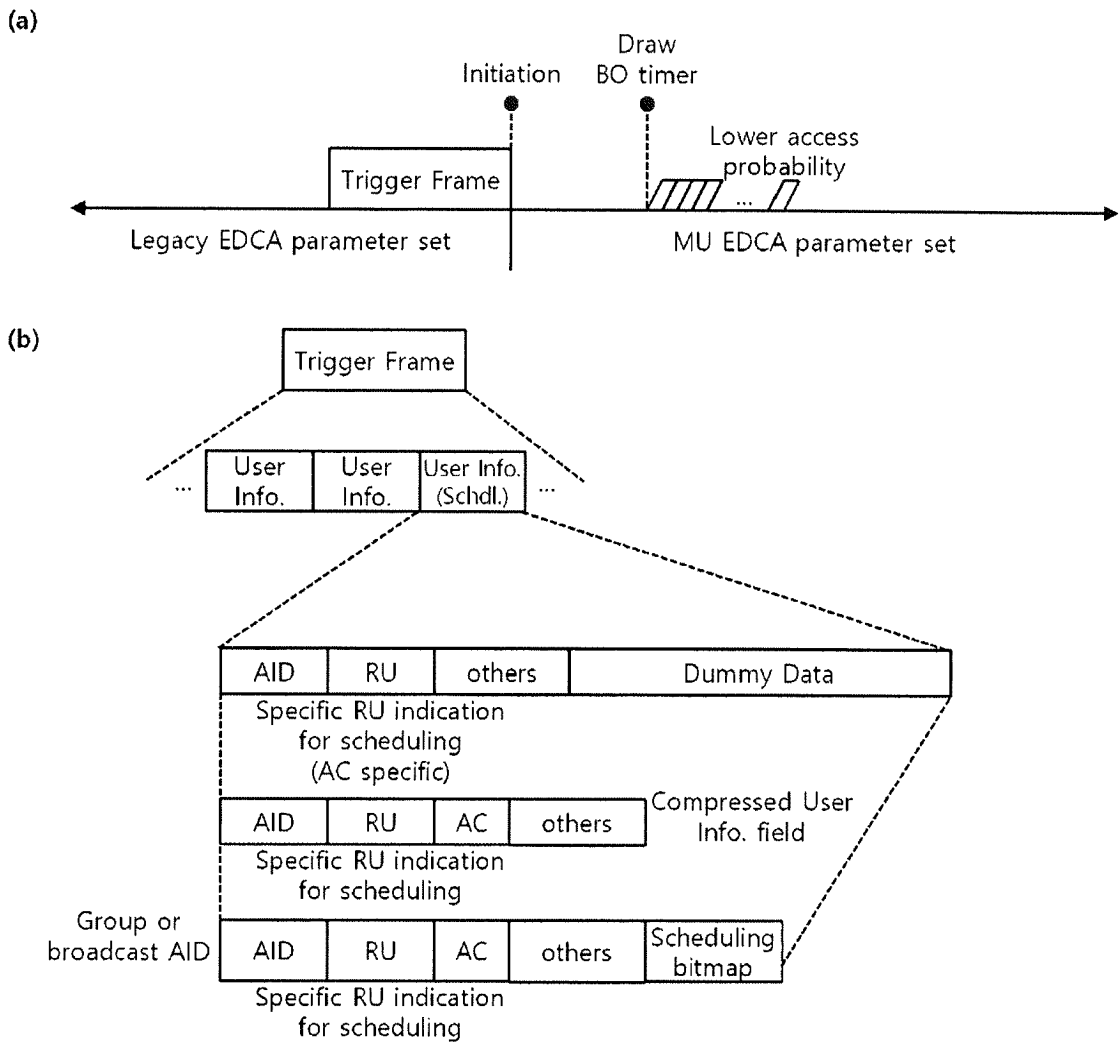 (a)
Draw
BO timer
Initiation
Lower access
probability
Trigger Frame
...
Legacy EDCA parameter set
MU EDCA parameter set
(b)
Trigger Frame
...
User
Info.
User
Info.
User Info.
(Schdl.)
...
AID
RU
others
Dummy Data
Specific RU indication
for scheduling
(AC specific)
AID
RU
AC
others
Compressed User
Info. field
Specific RU indication
for scheduling
Group or
broadcast AID
AID
RU
AC
others
Scheduling
bitmap
Specific RU indication
for scheduling